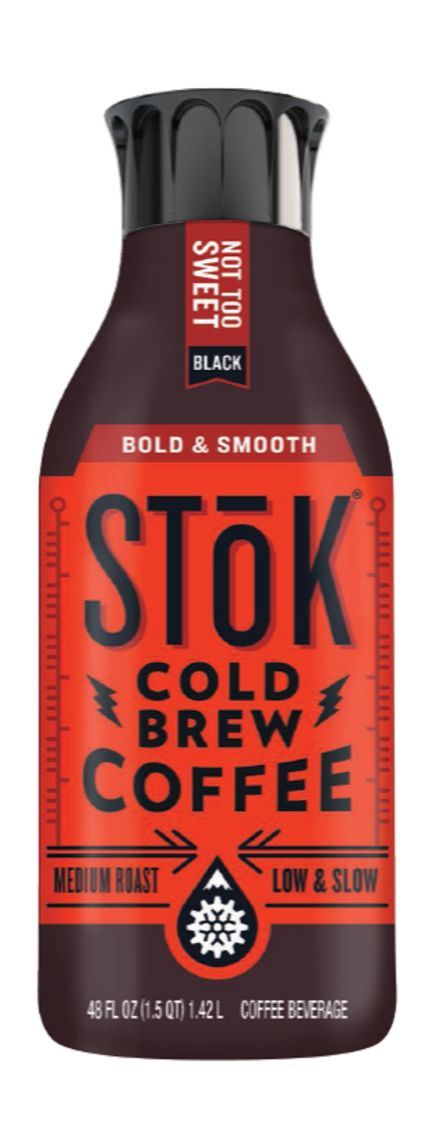 NOT TOO
SWEET
BLACK
BOLD & SMOOTH
STōK®
COLD
BREW
COFFEE
MEDIUM ROAST
LOW & SLOW
48 FL OZ (1.5 QT) 1.42 L COFFEE BEVERAGE